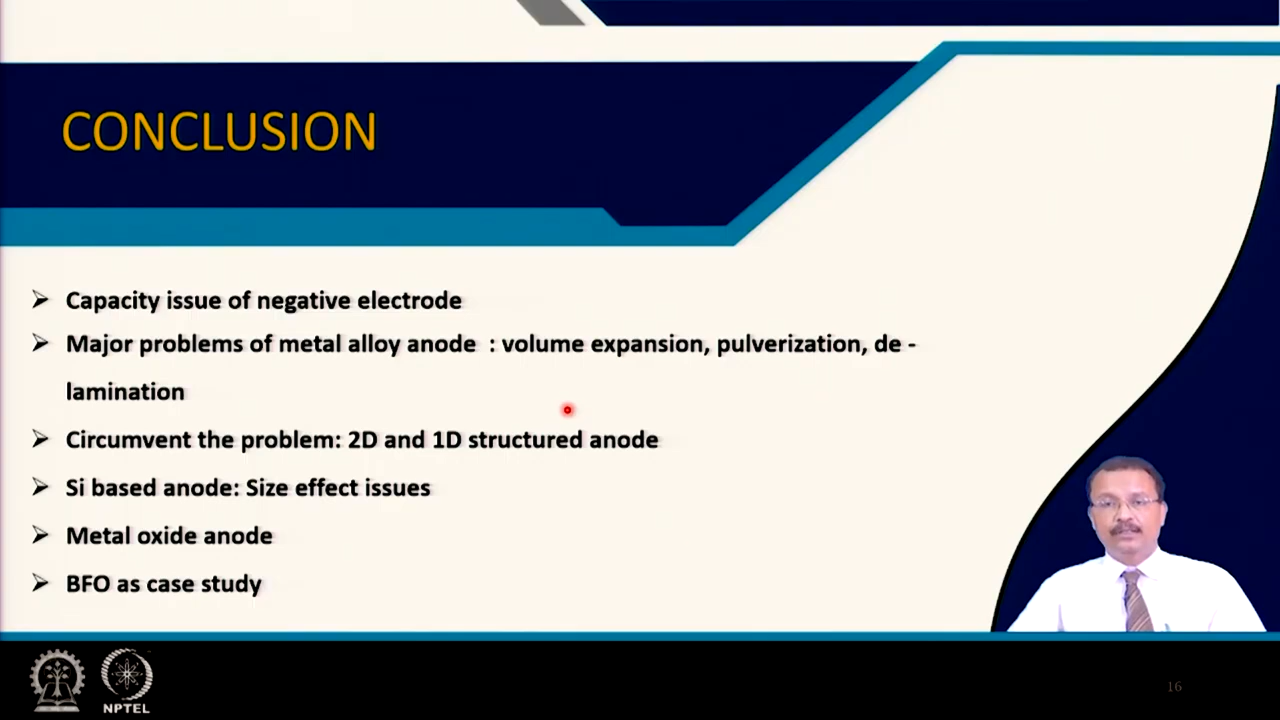 CONCLUSION
➢ Capacity issue of negative electrode
➢ Major problems of metal alloy anode : volume expansion, pulverization, de -
lamination
➢ Circumvent the problem: 2D and 1D structured anode
➢ Si based anode: Size effect issues
➢ Metal oxide anode
➢ BFO as case study
NPTEL
16